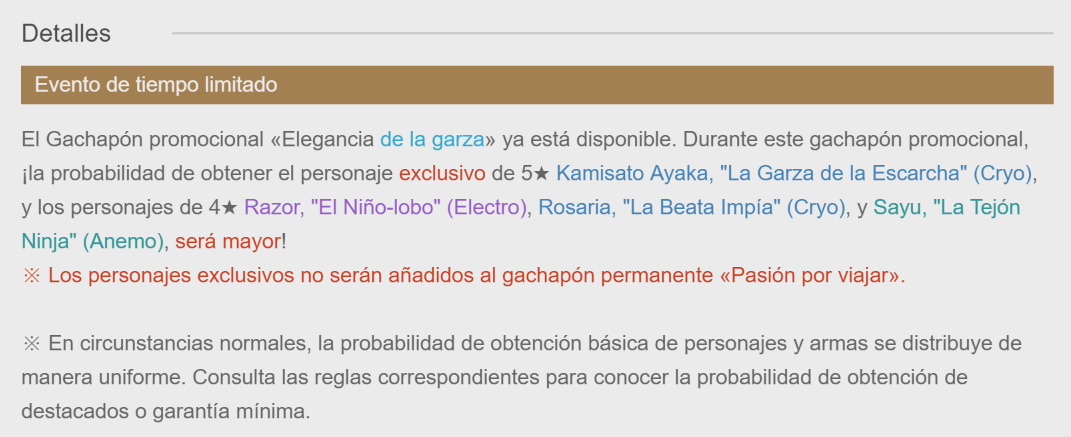 Detalles
Evento de tiempo limitado
El Gachapón promocional «Elegancia de la garza» ya está disponible. Durante este gachapón promocional,
¡la probabilidad de obtener el personaje exclusivo de 5★ Kamisato Ayaka, "La Garza de la Escarcha" (Cryo),
y los personajes de 4★ Razor, "El Niño-lobo" (Electro), Rosaria, "La Beata Impía" (Cryo), y Sayu, "La Tejón
Ninja" (Anemo), será mayor!
※ Los personajes exclusivos no serán añadidos al gachapón permanente «Pasión por viajar».
※ En circunstancias normales, la probabilidad de obtención básica de personajes y armas se distribuye de
manera uniforme. Consulta las reglas correspondientes para conocer la probabilidad de obtención de
destacados o garantía mínima.